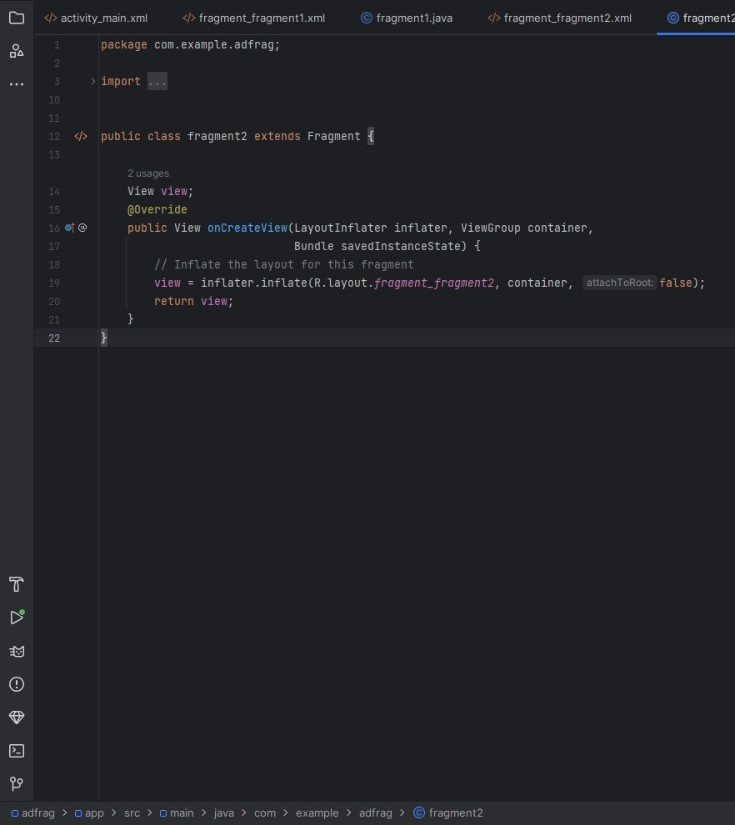 activity_main.xml fragment_fragment1.xml fragment1.java fragment_fragment2.xml fragment2
1 package com.example.adfrag;
2
3 import ...
10
11
12 public class fragment2 extends Fragment {
13
2 usages
14 View view;
15 @Override
16 public View onCreateView(LayoutInflater inflater, ViewGroup container,
17 Bundle savedInstanceState) {
18 // Inflate the layout for this fragment
19 view = inflater.inflate(R.layout.fragment_fragment2, container, attachToRoot: false);
20 return view;
21 }
22 }
adfrag > app > src > main > java > com > example > adfrag > fragment2